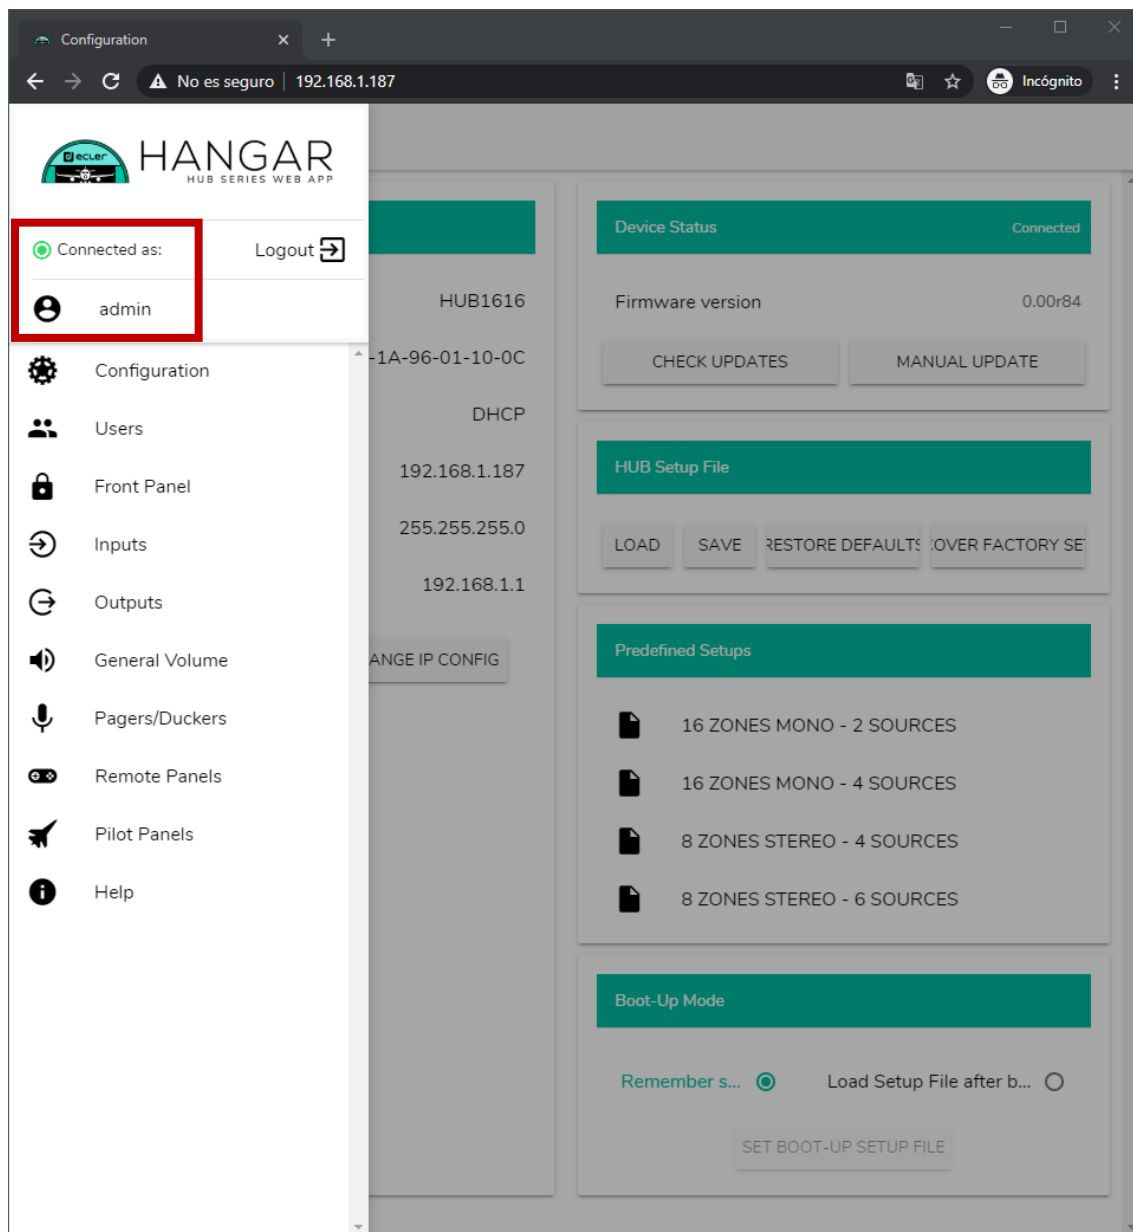 Configuration
No es seguro | 192.168.1.187
Incógnito
ecler
HANGAR
HUB SERIES WEB APP
Connected as:
Logout
admin
Configuration
Users
Front Panel
Inputs
Outputs
General Volume
Pagers/Duckers
Remote Panels
Pilot Panels
Help
HUB1616
-1A-96-01-10-0C
DHCP
192.168.1.187
255.255.255.0
192.168.1.1
ANGE IP CONFIG
Device Status
Connected
Firmware version
0.00r84
CHECK UPDATES
MANUAL UPDATE
HUB Setup File
LOAD
SAVE
RESTORE DEFAULTS
OVER FACTORY SE
Predefined Setups
16 ZONES MONO - 2 SOURCES
16 ZONES MONO - 4 SOURCES
8 ZONES STEREO - 4 SOURCES
8 ZONES STEREO - 6 SOURCES
Boot-Up Mode
Remember s...
Load Setup File after b...
SET BOOT-UP SETUP FILE